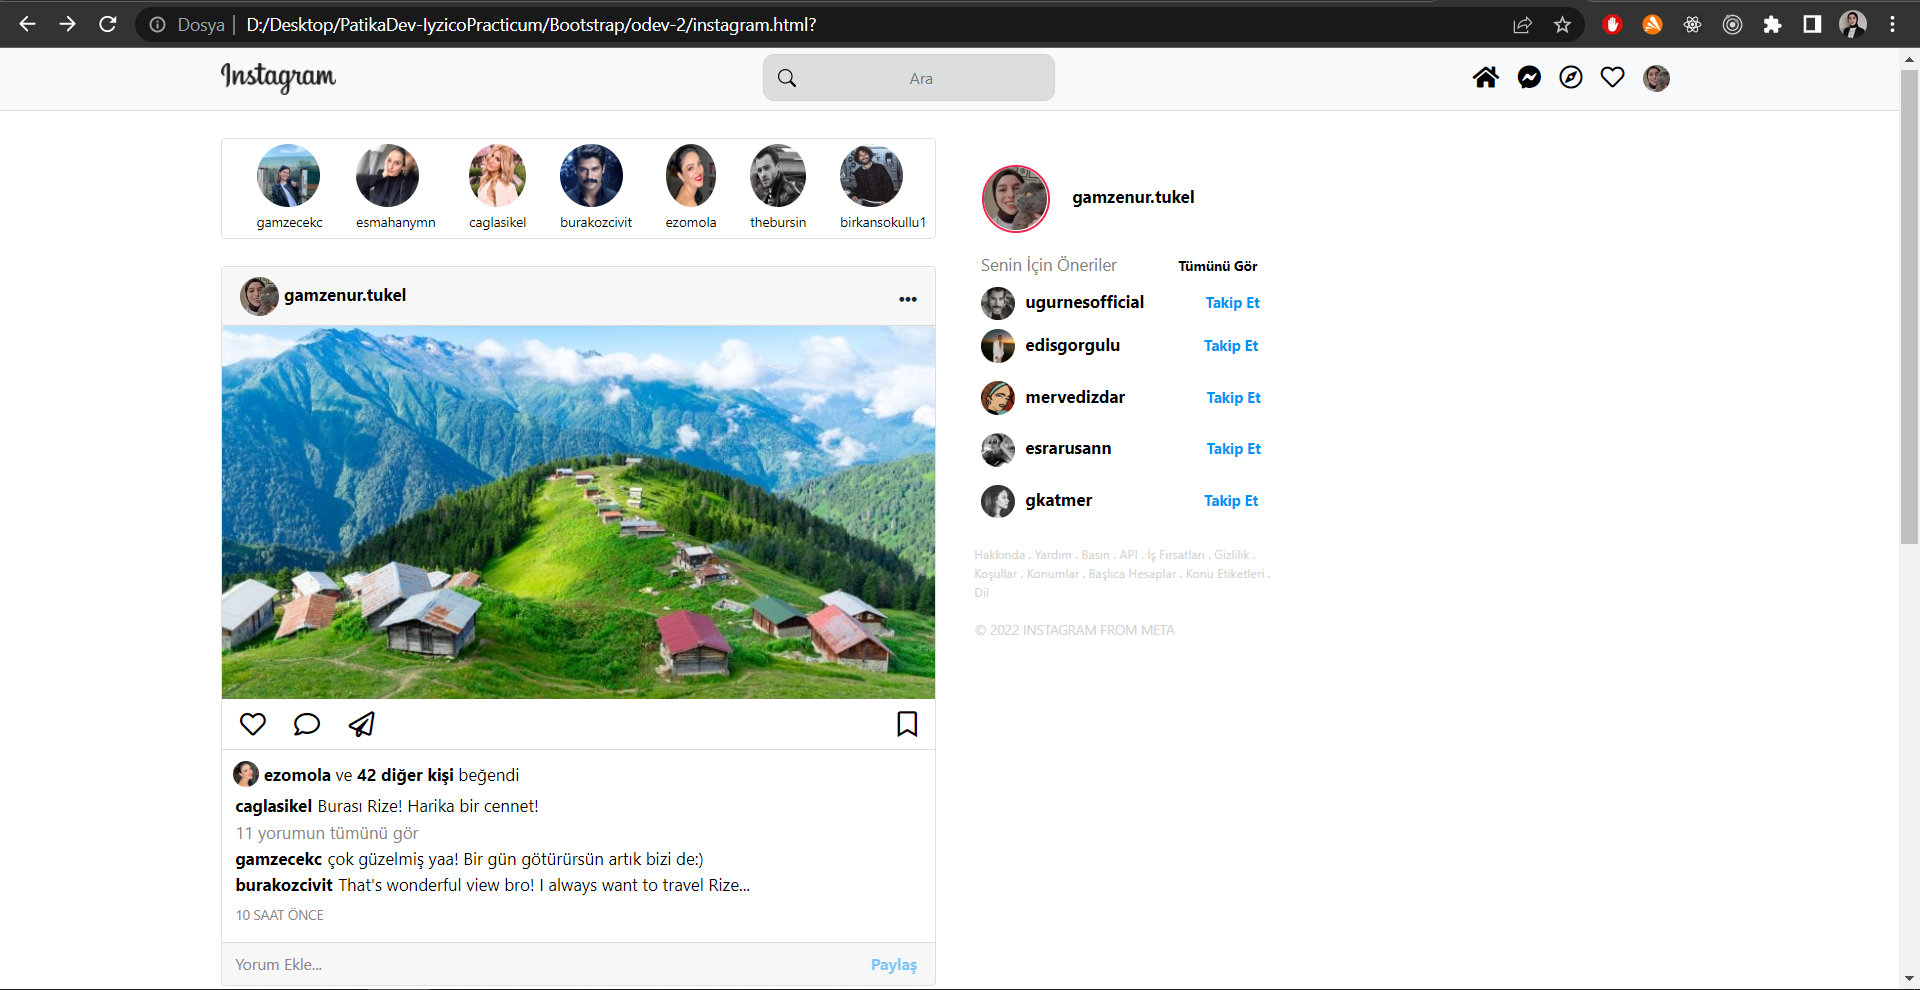 Dosya | D:/Desktop/PatikaDev-IyzicoPracticum/Bootstrap/odev-2/instagram.html?
Instagram
Ara
gamzecekc esmahanymn caglasikel burakozcivit ezomola thebursin birkansokullu1
gamzenur.tukel
gamzenur.tukel
Senin İçin Öneriler Tümünü Gör
ugurnesofficial Takip Et
edisgorgulu Takip Et
mervedizdar Takip Et
esrarusann Takip Et
gkatmer Takip Et
Hakkında . Yardım . Basın . API . İş Fırsatları . Gizlilik .
Koşullar . Konumlar . Başlıca Hesaplar . Konu Etiketleri .
Dil
© 2022 INSTAGRAM FROM META
ezomola ve 42 diğer kişi beğendi
caglasikel Burası Rize! Harika bir cennet!
11 yorumun tümünü gör
gamzecekc çok güzelmiş yaa! Bir gün götürürsün artık bizi de:)
burakozcivit That's wonderful view bro! I always want to travel Rize...
10 SAAT ÖNCE
Yorum Ekle... Paylaş